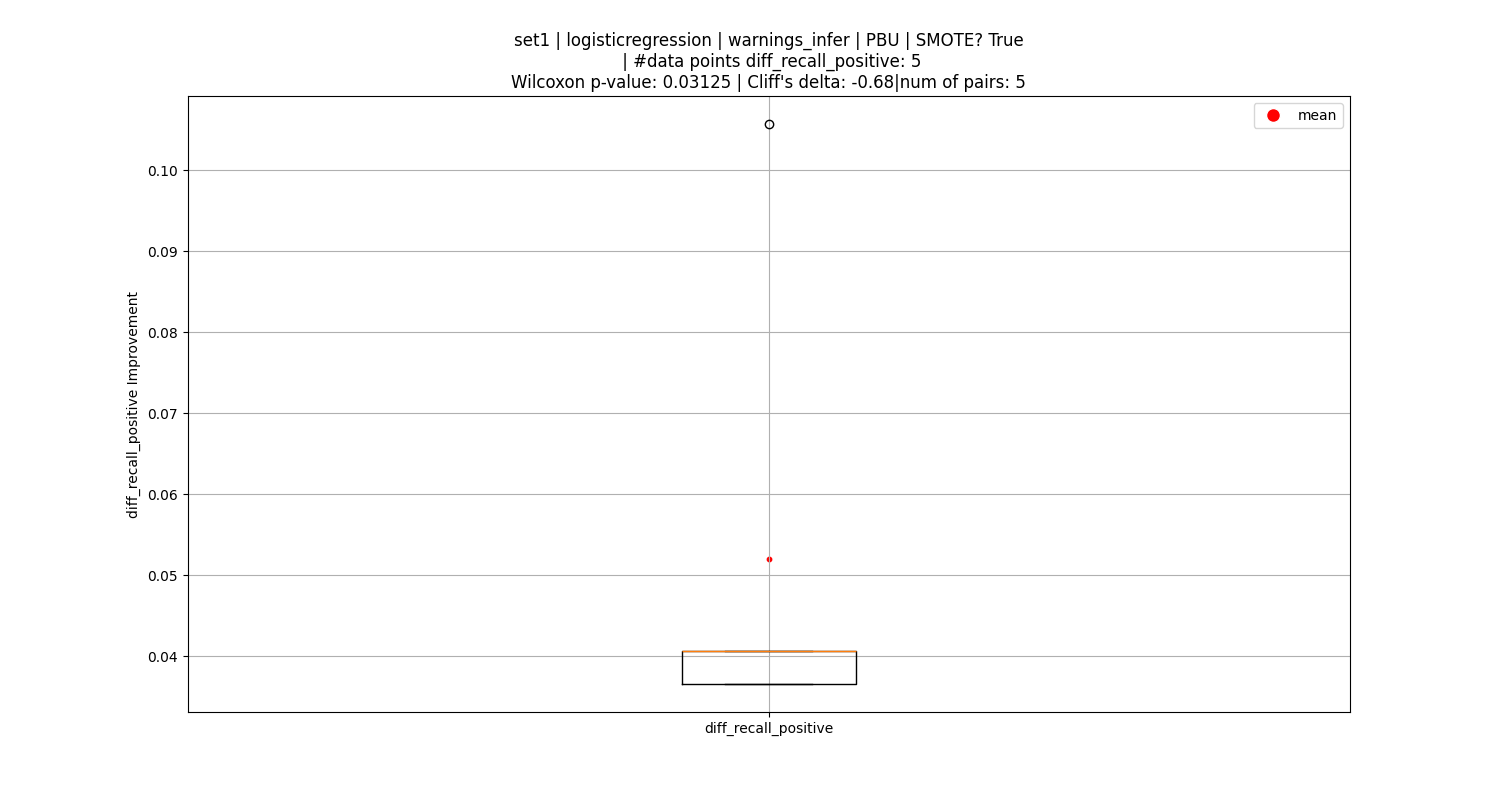 set1 | logisticregression | warnings_infer | PBU | SMOTE? True
| #data points diff_recall_positive: 5
Wilcoxon p-value: 0.03125 | Cliff's delta: -0.68|num of pairs: 5
mean
0.10
0.09
0.08
0.07
0.06
0.05
0.04
diff_recall_positive Improvement
diff_recall_positive